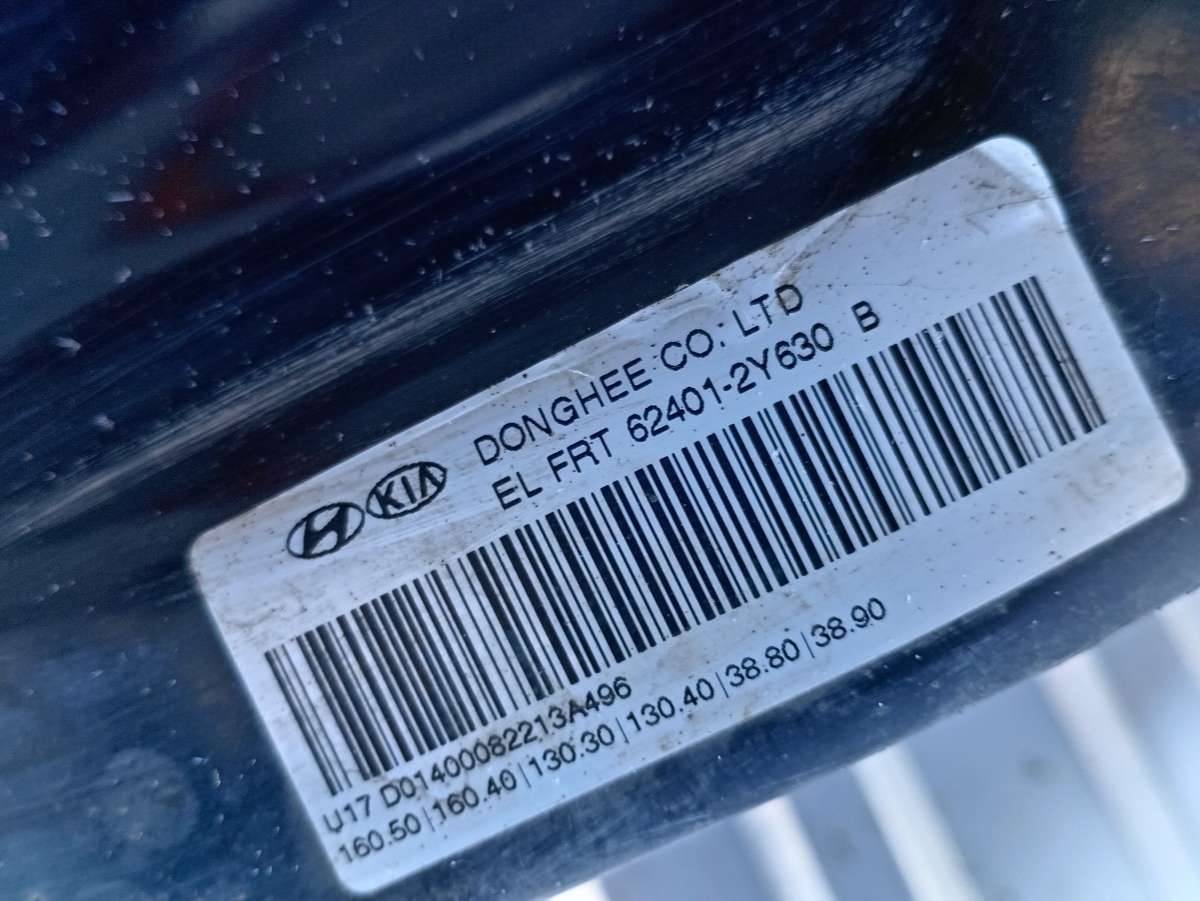 KIA
DONGHEE CO. LTD
EL FRT 62401-2Y630 B
U17 D01400082213A496
160.50|160.40|130.30|130.40|38.80|38.90